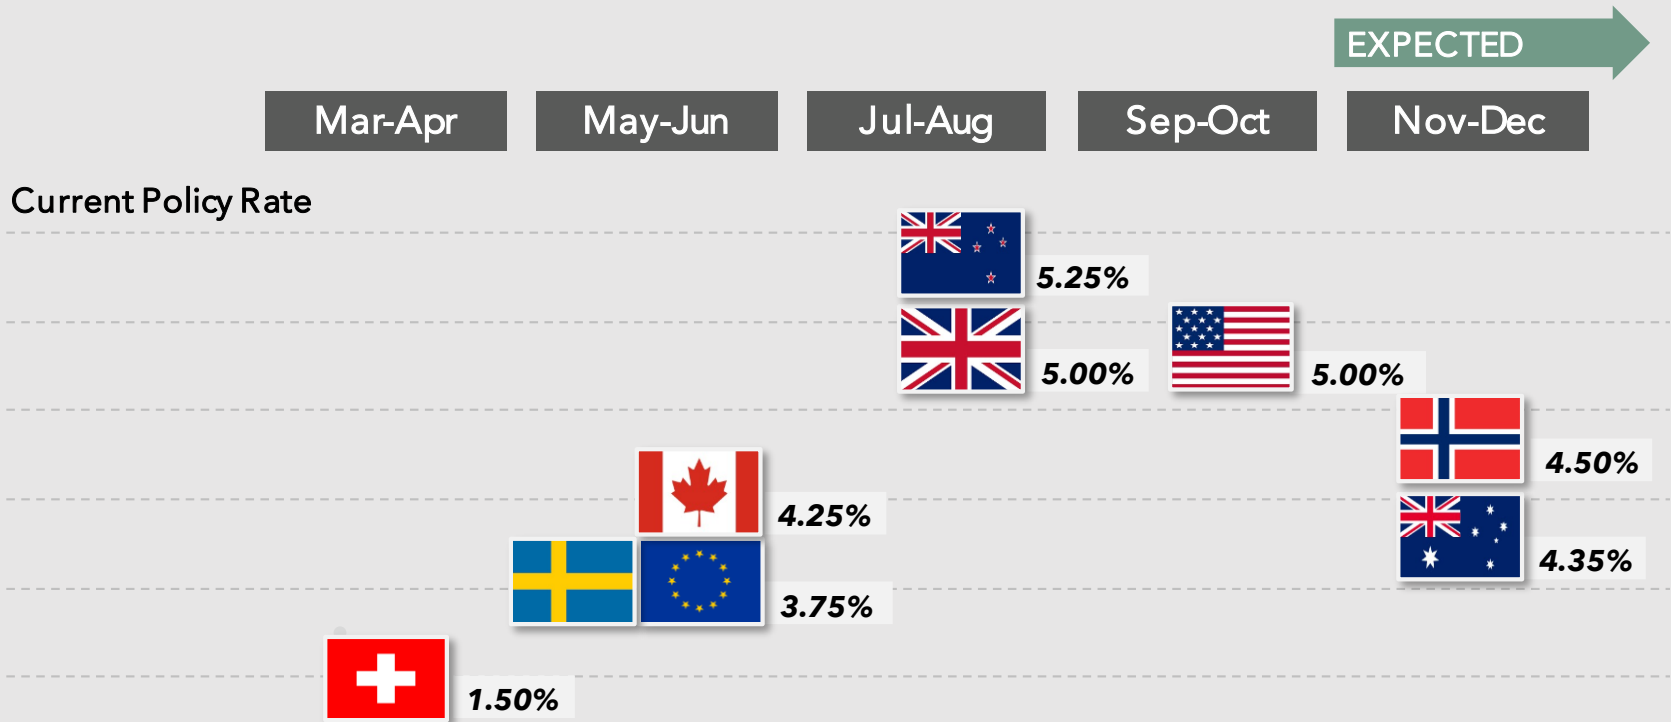 EXPECTED
Mar-Apr May-Jun Jul-Aug Sep-Oct Nov-Dec
Current Policy Rate
5.25%
5.00% 5.00%
4.50%
4.25%
4.35%
3.75%
1.50%